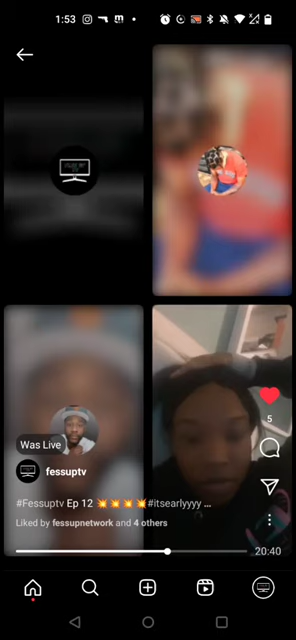 1:53
Was Live
fessuptv
5
#Fessuptv Ep 12 💥💥💥💥#itsearlyyyy ...
Liked by fessupnetwork and 4 others
20:40